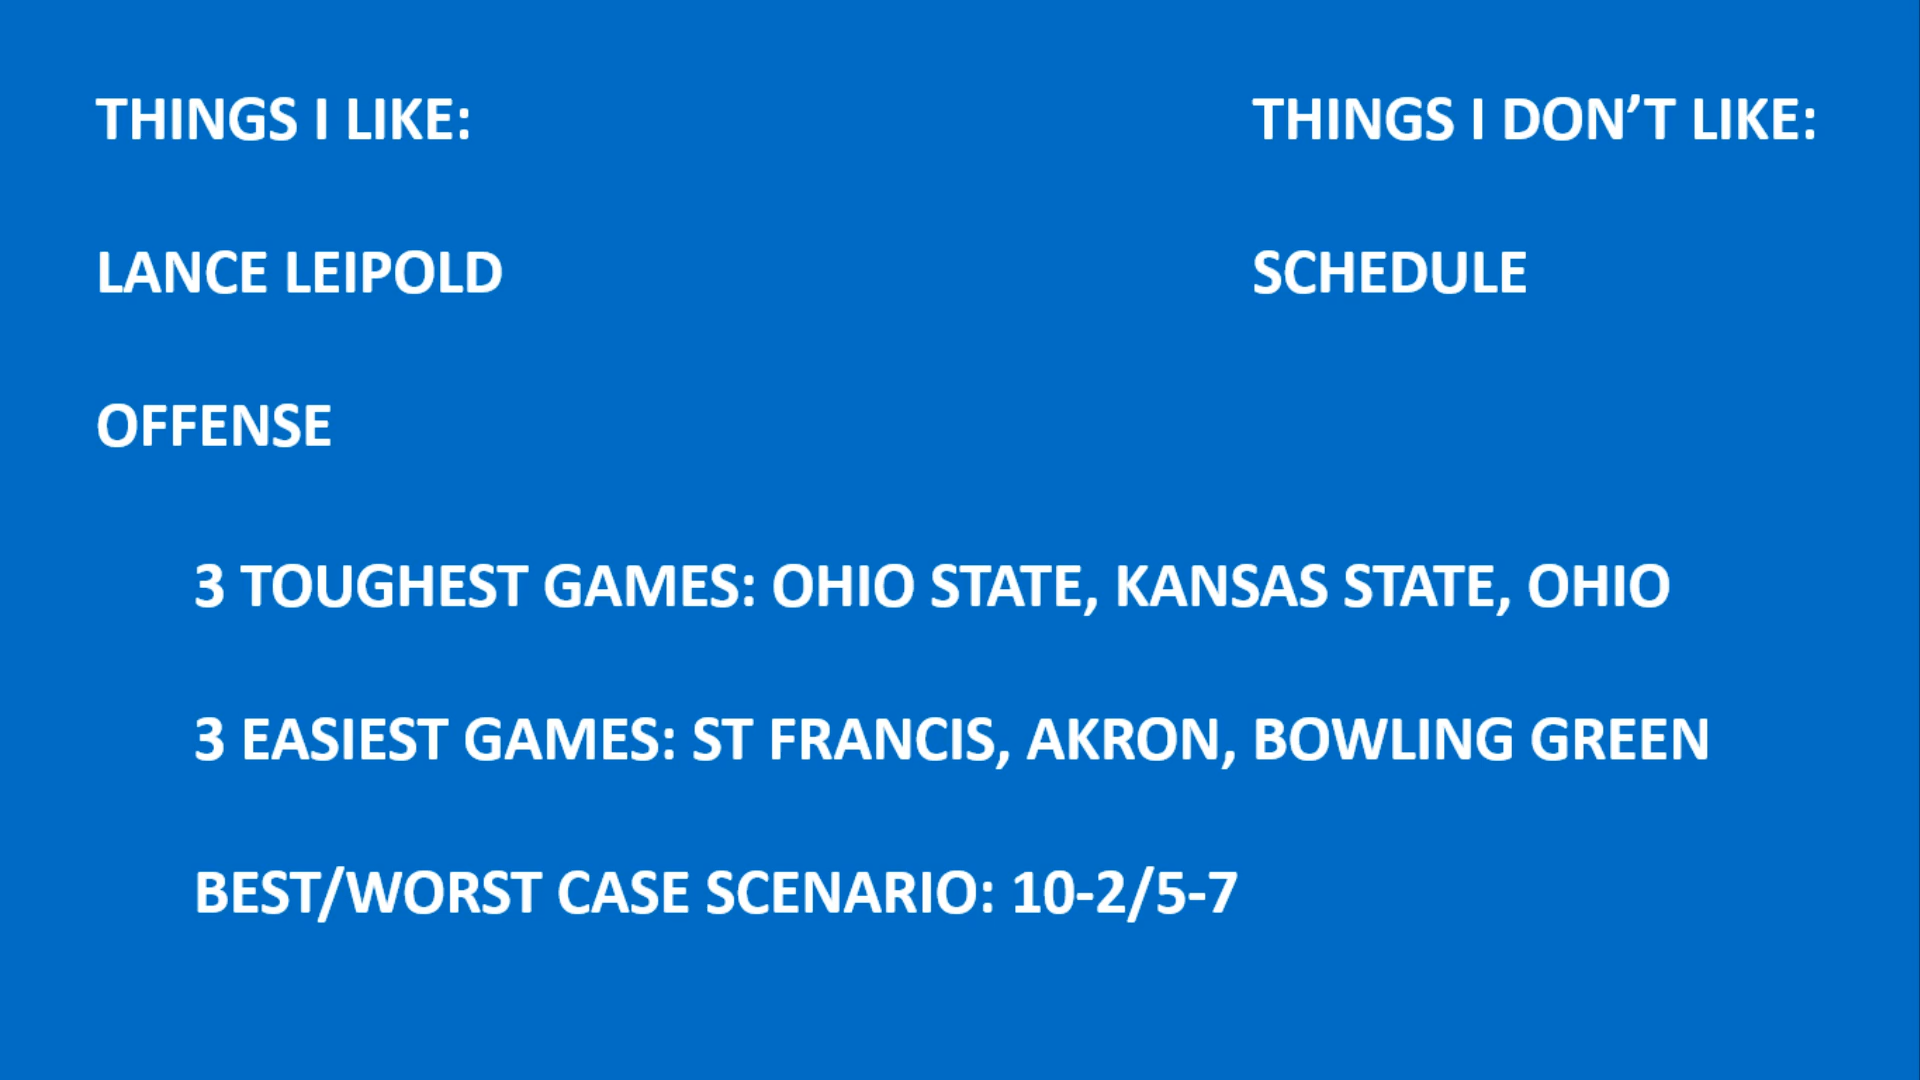 THINGS I LIKE:
THINGS I DON’T LIKE:
LANCE LEIPOLD
SCHEDULE
OFFENSE
3 TOUGHEST GAMES: OHIO STATE, KANSAS STATE, OHIO
3 EASIEST GAMES: ST FRANCIS, AKRON, BOWLING GREEN
BEST/WORST CASE SCENARIO: 10-2/5-7